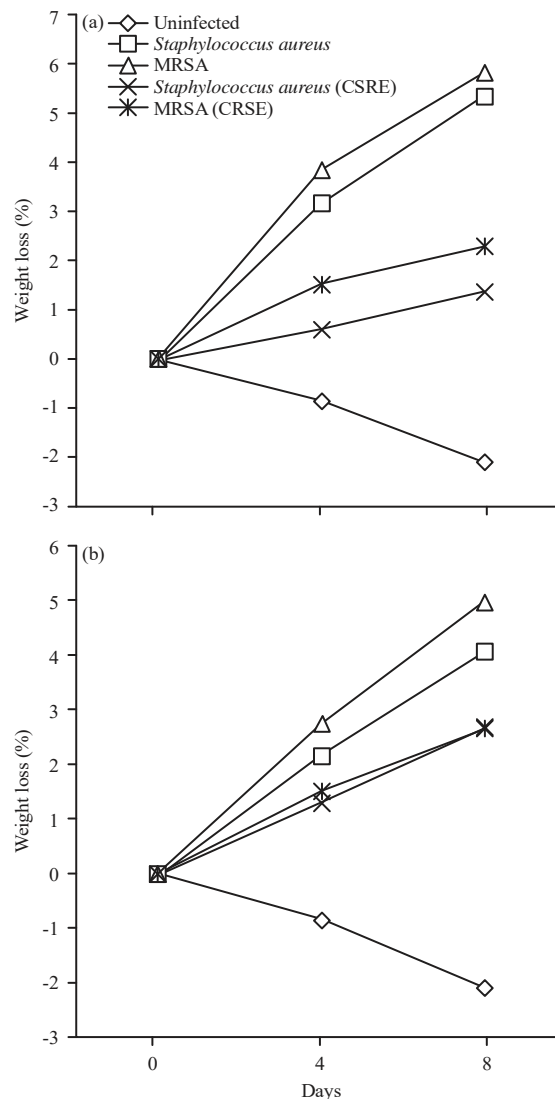 (a)
Uninfected
Staphylococcus aureus
MRSA
Staphylococcus aureus (CSRE)
MRSA (CRSE)
Weight loss (%)
7
6
5
4
3
2
1
0
-1
-2
-3
(b)
Weight loss (%)
6
5
4
3
2
1
0
-1
-2
-3
0 4 8
Days